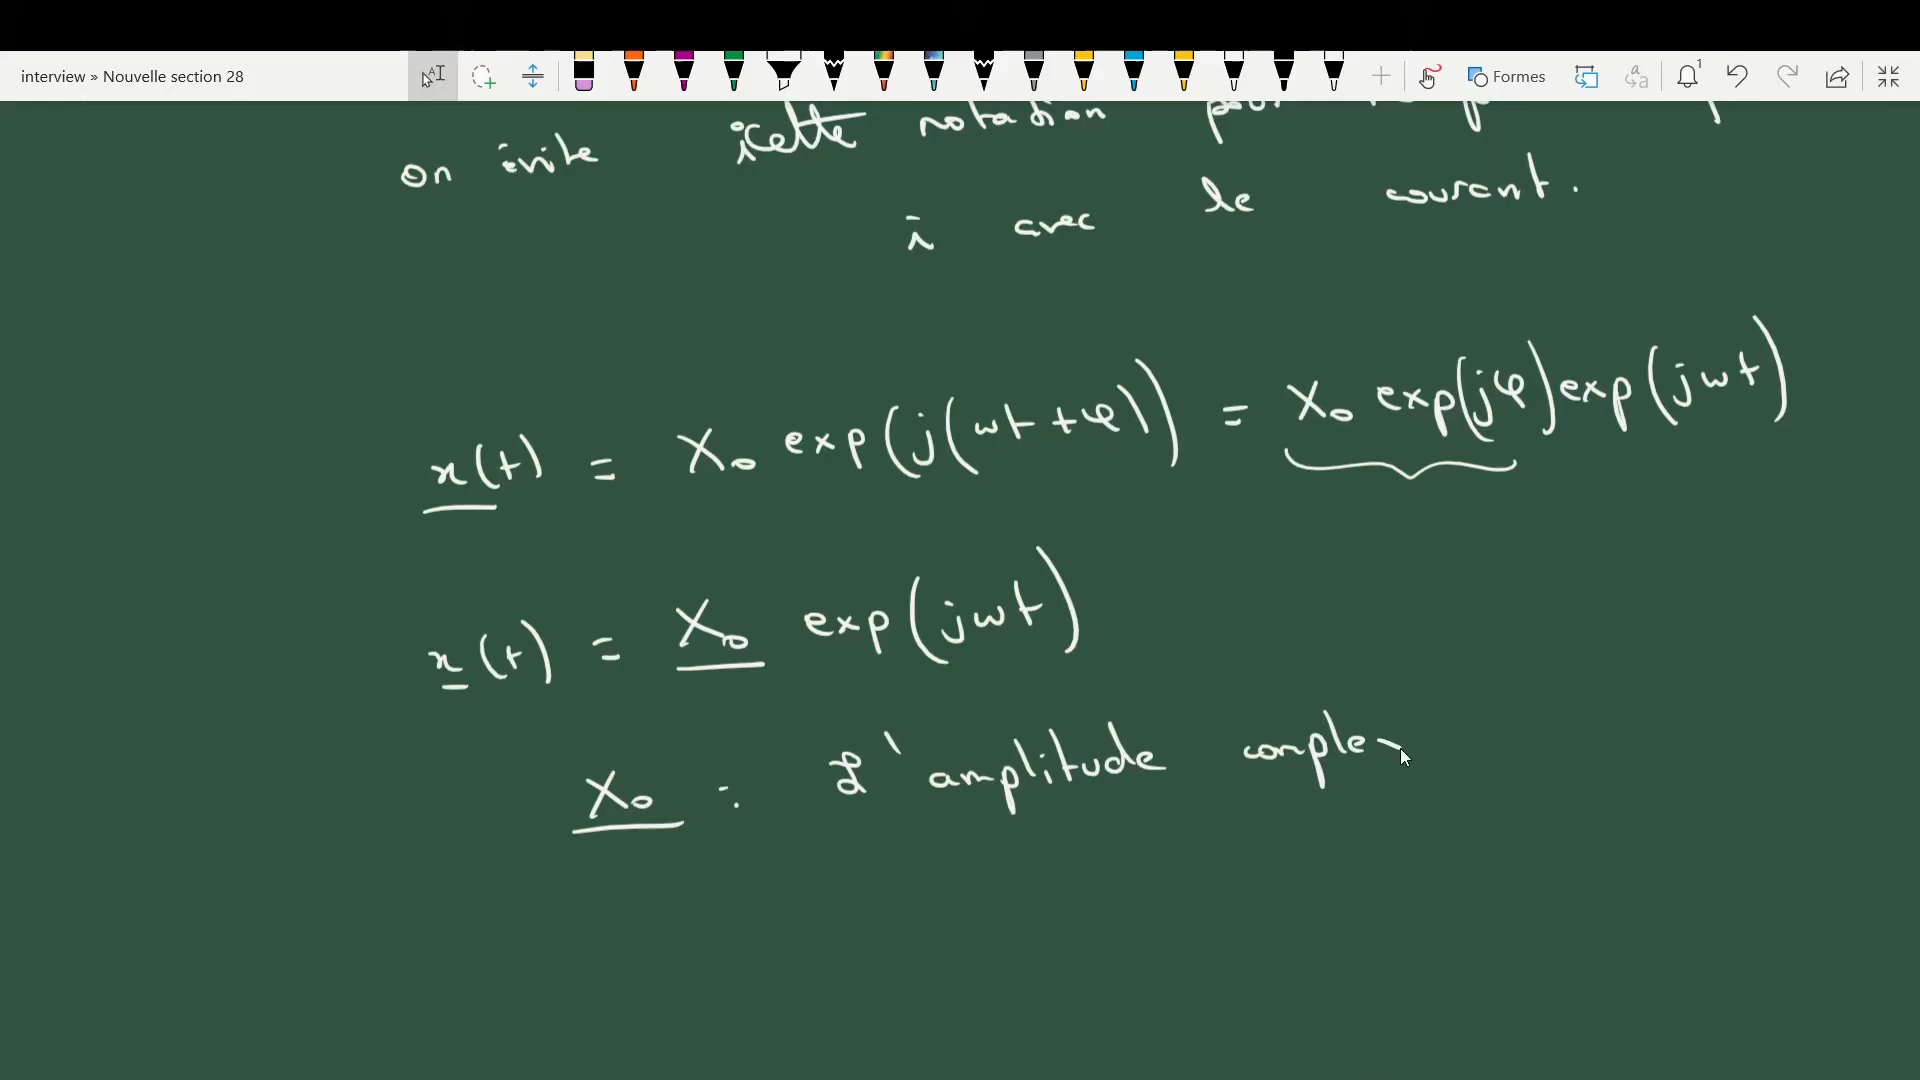 interview » Nouvelle section 28
Formes
1
on évite cette notation
i avec le courant.
x(t) = X₀ exp(j(ωt + φ)) = X₀ exp(jφ) exp(jωt)
x(t) = X₀ exp(jωt)
X₀ : L'amplitude comple